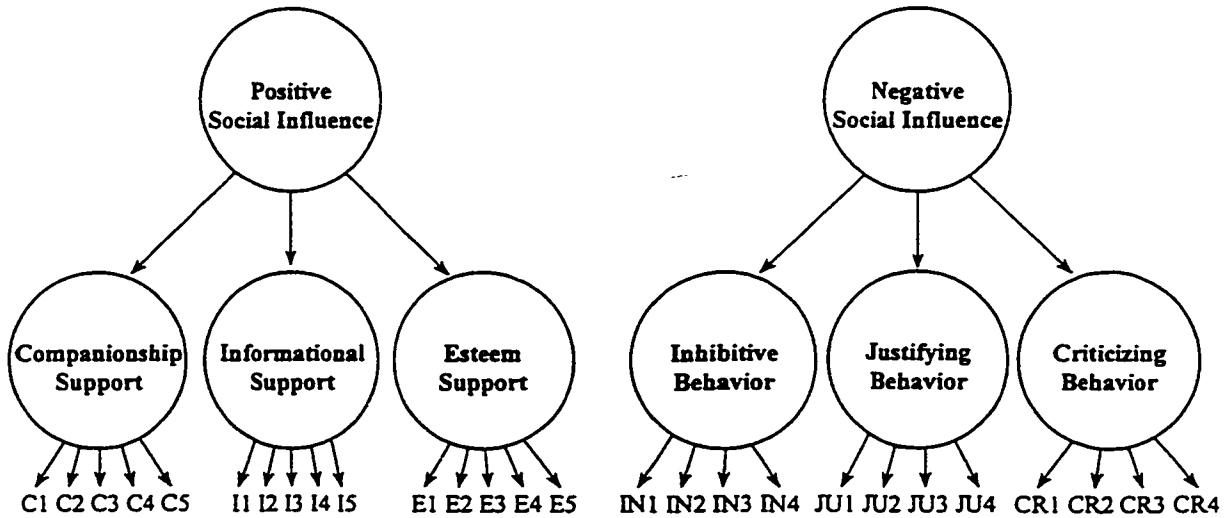 Positive
Social Influence
Negative
Social Influence
Companionship
Support
Informational
Support
Esteem
Support
Inhibitive
Behavior
Justifying
Behavior
Criticizing
Behavior
C1 C2 C3 C4 C5
I1 I2 I3 I4 I5
E1 E2 E3 E4 E5
IN1 IN2 IN3 IN4
JU1 JU2 JU3 JU4
CR1 CR2 CR3 CR4